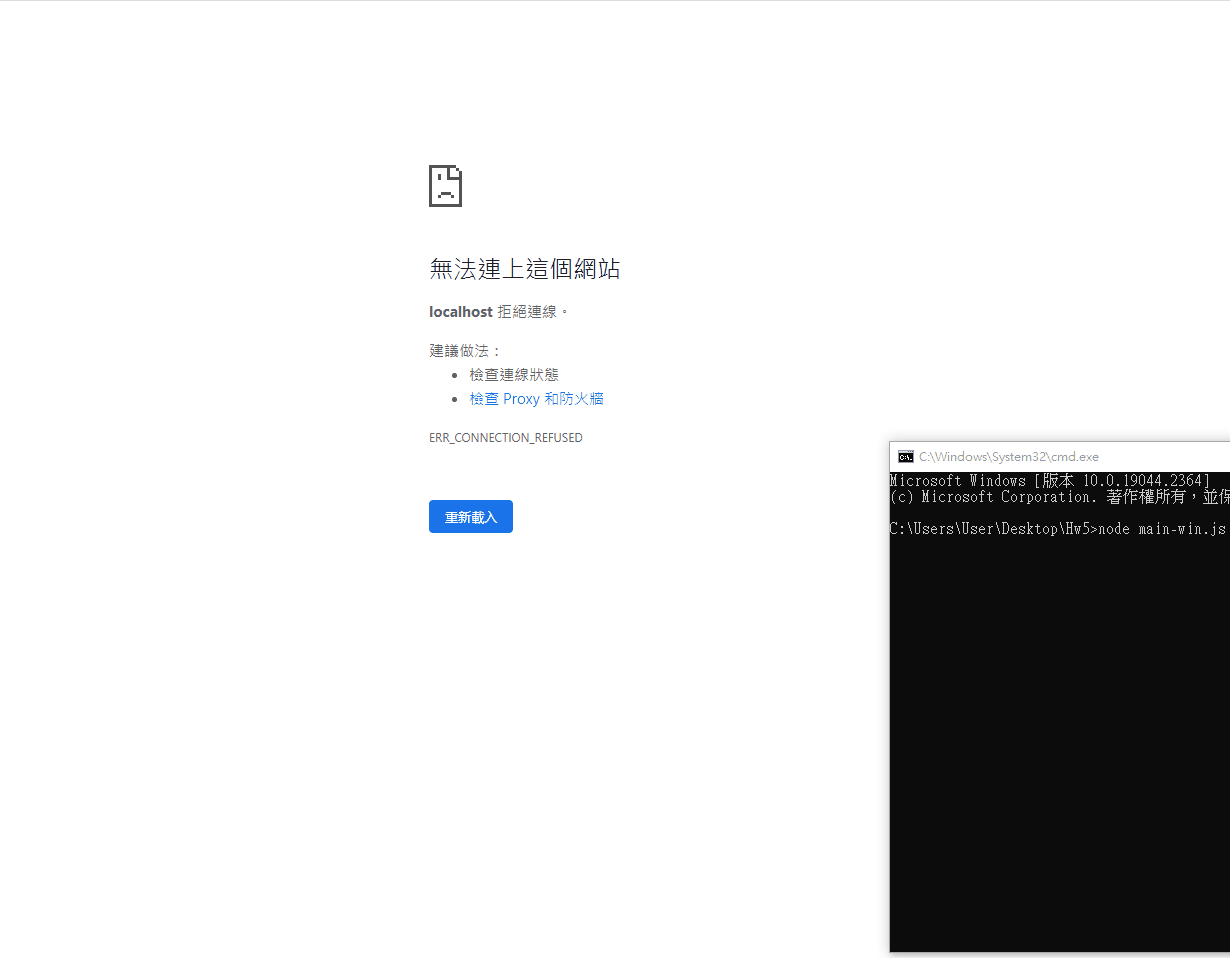 無法連上這個網站
localhost 拒絕連線。
建議做法：
檢查連線狀態
檢查 Proxy 和防火牆
ERR_CONNECTION_REFUSED
重新載入
C:\Windows\System32\cmd.exe
Microsoft Windows [版本 10.0.19044.2364]
(c) Microsoft Corporation. 著作權所有，並保
C:\Users\User\Desktop\Hw5>node main-win.js